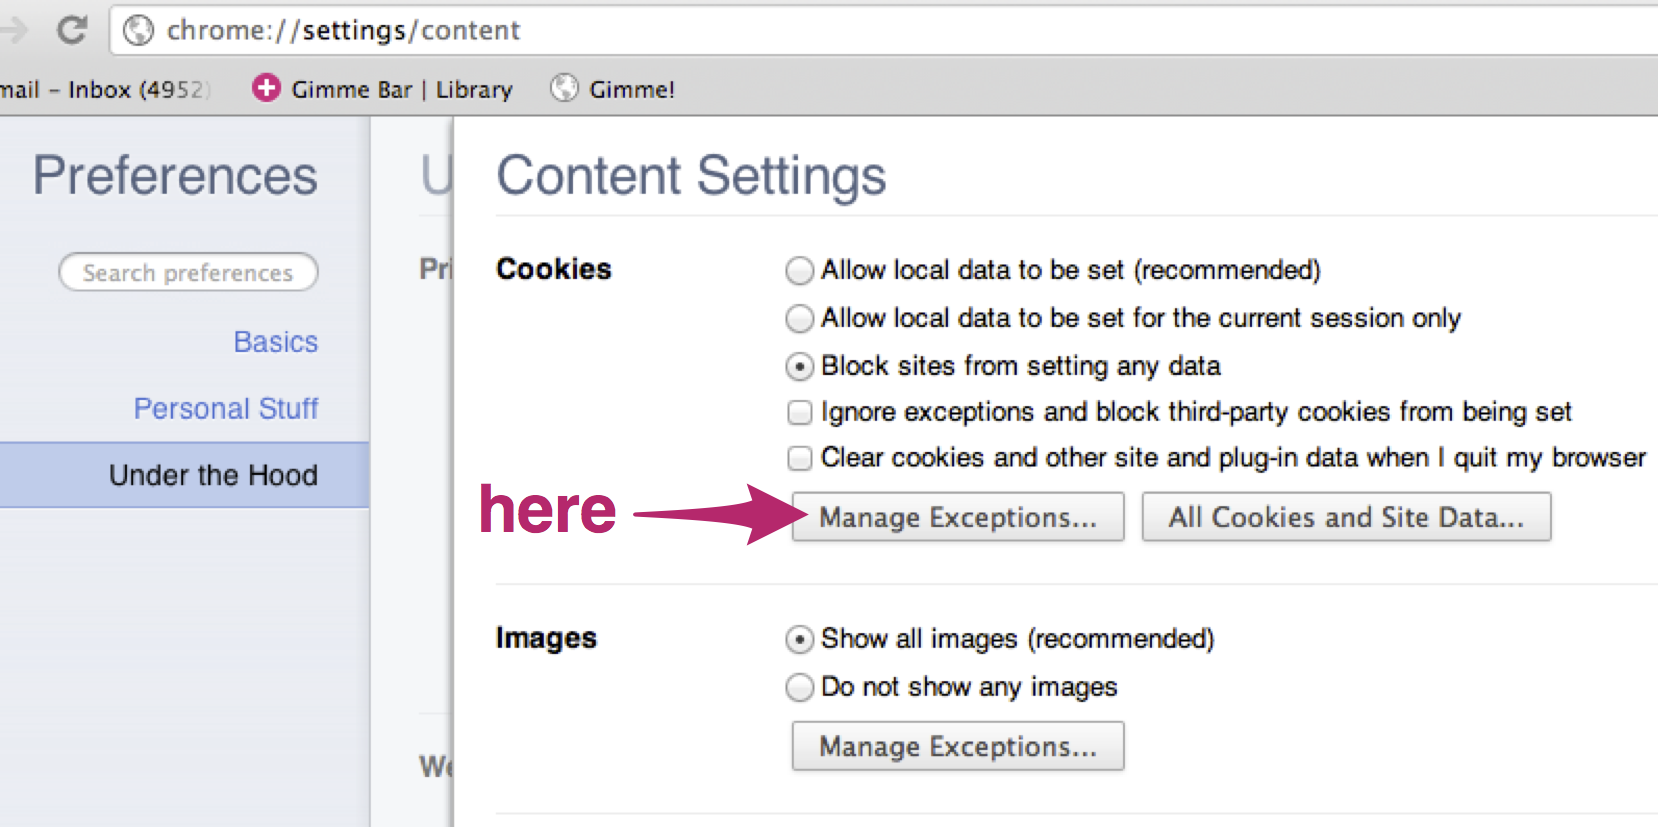 chrome://settings/content
mail – Inbox (4952)
Gimme Bar | Library
Gimme!
Preferences
Search preferences
Basics
Personal Stuff
Under the Hood
Content Settings
Cookies
Allow local data to be set (recommended)
Allow local data to be set for the current session only
Block sites from setting any data
Ignore exceptions and block third-party cookies from being set
Clear cookies and other site and plug-in data when I quit my browser
here
Manage Exceptions...
All Cookies and Site Data...
Images
Show all images (recommended)
Do not show any images
Manage Exceptions...